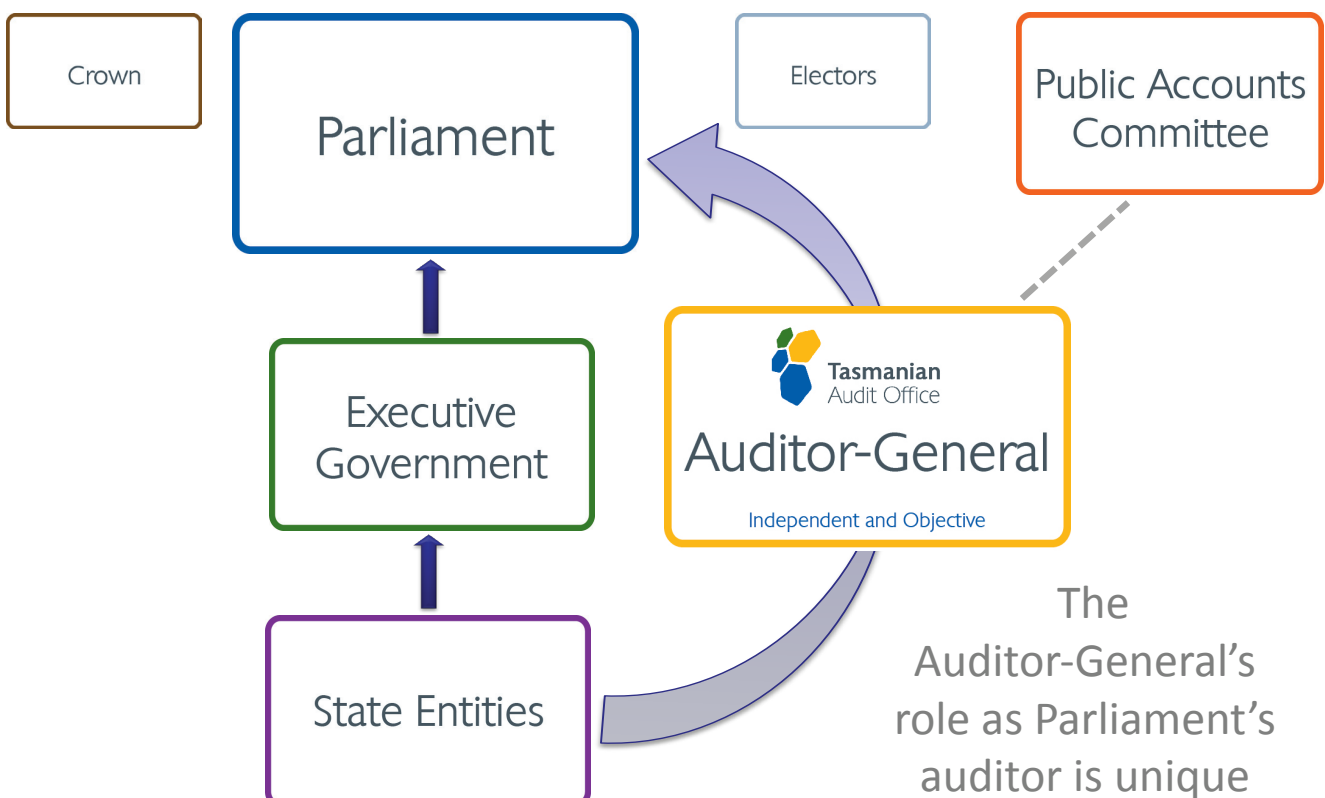 Crown
Parliament
Electors
Public Accounts
Committee
Executive
Government
Tasmanian
Audit Office
Auditor-General
Independent and Objective
State Entities
The
Auditor-General’s
role as Parliament’s
auditor is unique